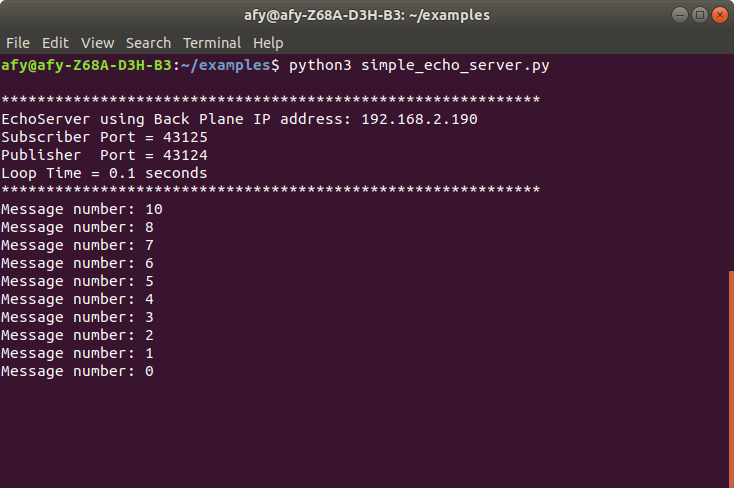 afy@afy-Z68A-D3H-B3: ~/examples
File Edit View Search Terminal Help
afy@afy-Z68A-D3H-B3:~/examples$ python3 simple_echo_server.py
************************************************************
EchoServer using Back Plane IP address: 192.168.2.190
Subscriber Port = 43125
Publisher  Port = 43124
Loop Time = 0.1 seconds
************************************************************
Message number: 10
Message number: 8
Message number: 7
Message number: 6
Message number: 5
Message number: 4
Message number: 3
Message number: 2
Message number: 1
Message number: 0